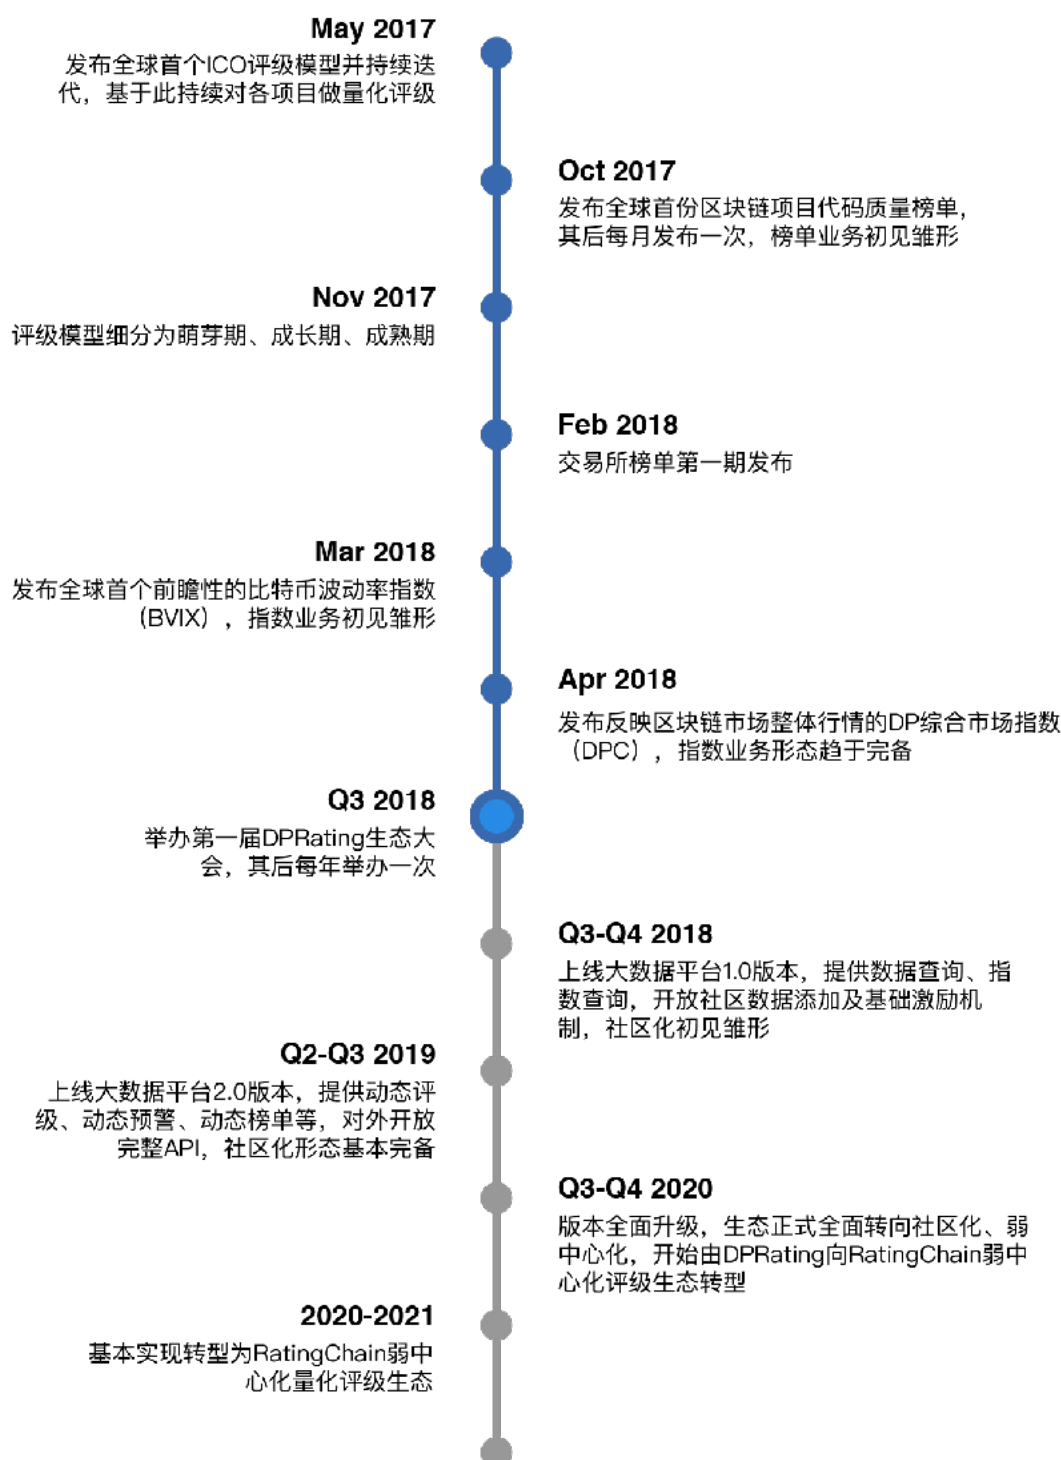 May 2017
发布全球首个ICO评级模型并持续迭
代，基于此持续对各项目做量化评级
Oct 2017
发布全球首份区块链项目代码质量榜单，
其后每月发布一次，榜单业务初见雏形
Nov 2017
评级模型细分为萌芽期、成长期、成熟期
Feb 2018
交易所榜单第一期发布
Mar 2018
发布全球首个前瞻性的比特币波动率指数
（BVIX），指数业务初见雏形
Apr 2018
发布反映区块链市场整体行情的DP综合市场指数
（DPC），指数业务形态趋于完备
Q3 2018
举办第一届DPRating生态大
会，其后每年举办一次
Q3-Q4 2018
上线大数据平台1.0版本，提供数据查询、指
数查询，开放社区数据添加及基础激励机
制，社区化初见雏形
Q2-Q3 2019
上线大数据平台2.0版本，提供动态评
级、动态预警、动态榜单等，对外开放
完整API，社区化形态基本完备
Q3-Q4 2020
版本全面升级，生态正式全面转向社区化、弱
中心化，开始由DPRating向RatingChain弱中
心化评级生态转型
2020-2021
基本实现转型为RatingChain弱中
心化量化评级生态